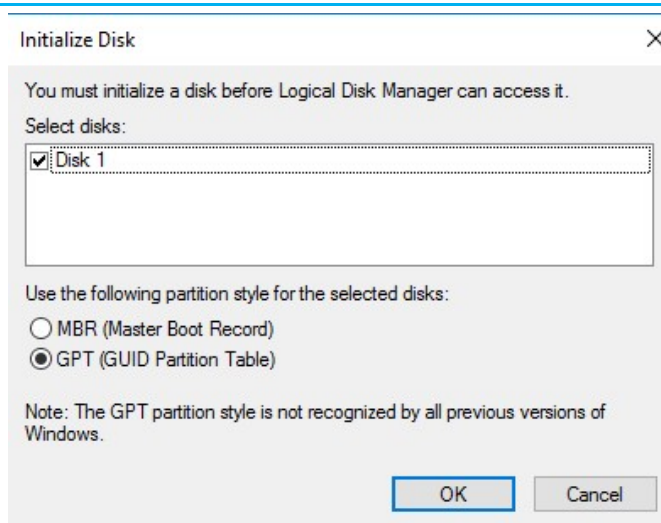 Initialize Disk
You must initialize a disk before Logical Disk Manager can access it.
Select disks:
Disk 1
Use the following partition style for the selected disks:
MBR (Master Boot Record)
GPT (GUID Partition Table)
Note: The GPT partition style is not recognized by all previous versions of
Windows.
OK Cancel